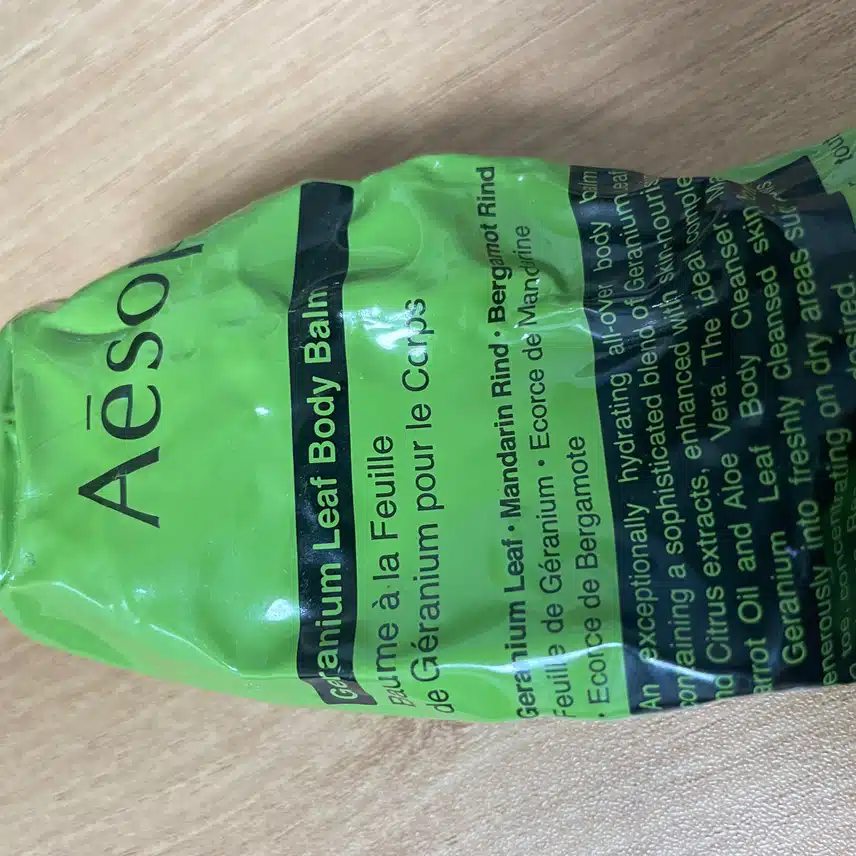 Aēsop
Geranium Leaf Body Balm
Baume à la Feuille
de Géranium pour le Corps
Geranium Leaf • Mandarin Rind • Bergamot Rind
Feuille de Géranium • Ecorce de Mandarine
• Ecorce de Bergamote
An exceptionally hydrating all-over body balm
containing a sophisticated blend of Geranium Leaf
and Citrus extracts, enhanced with skin-nourishing
Carrot Oil and Aloe Vera. The ideal
Geranium Leaf Body Cleanser.
generously into freshly cleansed skin
concentrating on dry areas
desired.